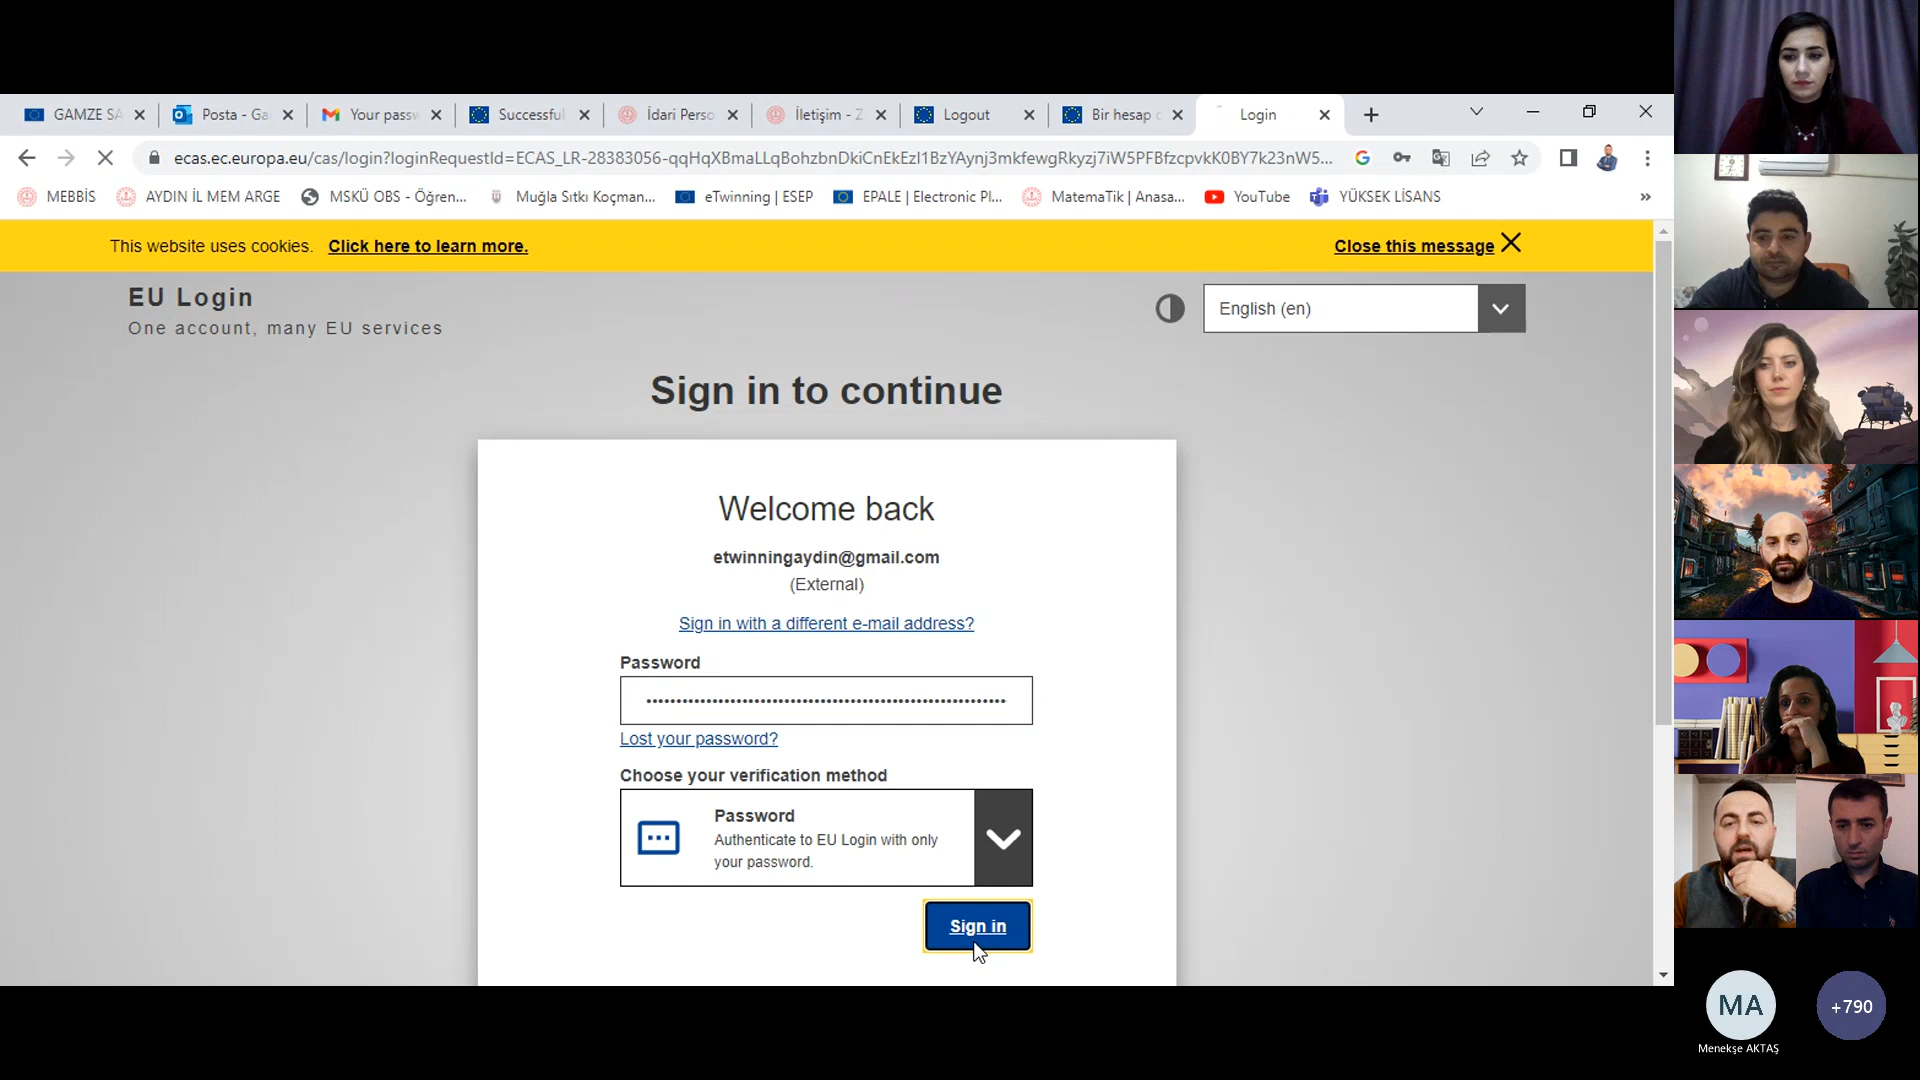 GAMZE SA
Posta - Ga
Your passw
Successful
İdari Perso
İletişim - Z
Logout
Bir hesap o
Login
ecas.ec.europa.eu/cas/login?loginRequestId=ECAS_LR-28383056-qqHqXBmaLLqBohzbnDkiCnEkEzI1BzYAynj3mkfewgRkyzj7iW5PFBfzcpvkK0BY7k23nW5...
MEBBİS
AYDIN İL MEM ARGE
MSKÜ OBS - Öğren...
Muğla Sıtkı Koçman...
eTwinning | ESEP
EPALE | Electronic Pl...
MatemaTik | Anasa...
YouTube
YÜKSEK LİSANS
This website uses cookies. Click here to learn more.
Close this message
EU Login
One account, many EU services
English (en)
Sign in to continue
Welcome back
etwinningaydin@gmail.com
(External)
Sign in with a different e-mail address?
Password
Lost your password?
Choose your verification method
Password
Authenticate to EU Login with only
your password.
Sign in
MA
+790
Menekşe AKTAŞ